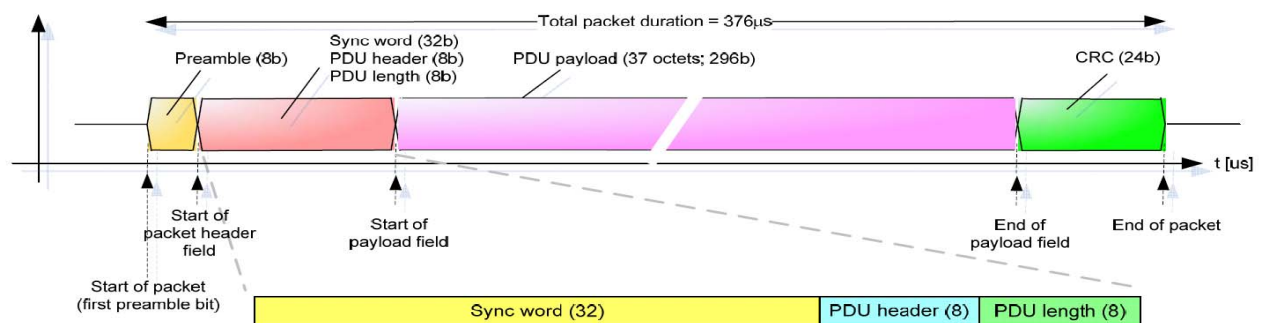 Total packet duration = 376μs
Preamble (8b)
Sync word (32b)
PDU header (8b)
PDU length (8b)
PDU payload (37 octets; 296b)
CRC (24b)
t [us]
Start of
packet header
field
Start of
payload field
End of
payload field
End of packet
Start of packet
(first preamble bit)
Sync word (32)
PDU header (8)
PDU length (8)